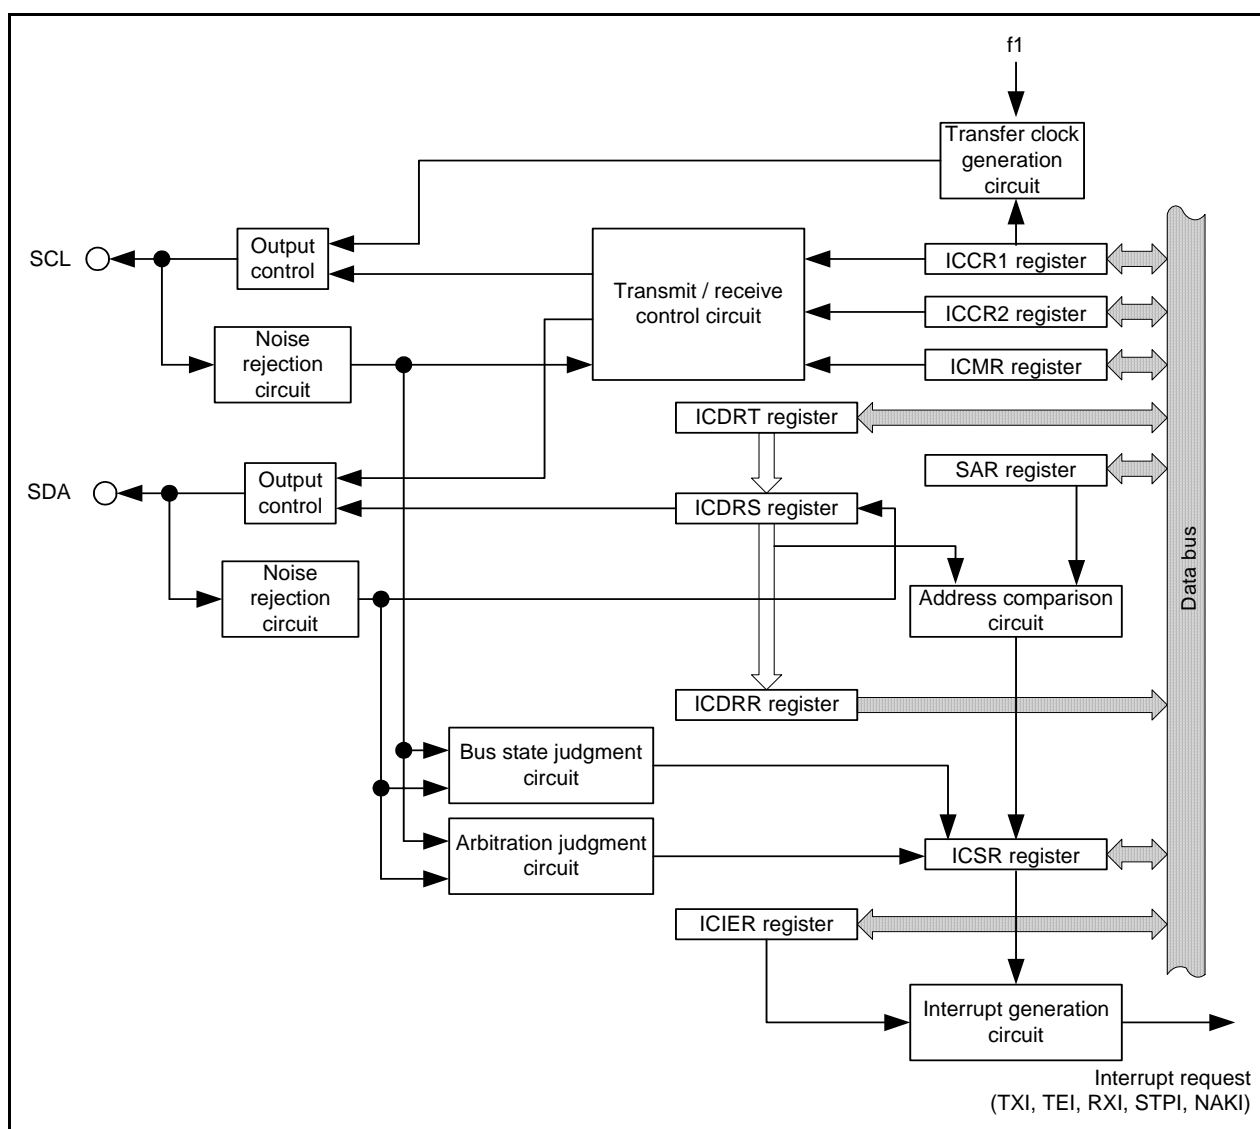 f1
Transfer clock
generation
circuit
SCL
Output
control
Transmit / receive
control circuit
ICCR1 register
ICCR2 register
ICMR register
Noise
rejection
circuit
ICDRT register
SAR register
SDA
Output
control
ICDRS register
Noise
rejection
circuit
Address comparison
circuit
Data bus
ICDRR register
Bus state judgment
circuit
Arbitration judgment
circuit
ICSR register
ICIER register
Interrupt generation
circuit
Interrupt request
(TXI, TEI, RXI, STPI, NAKI)